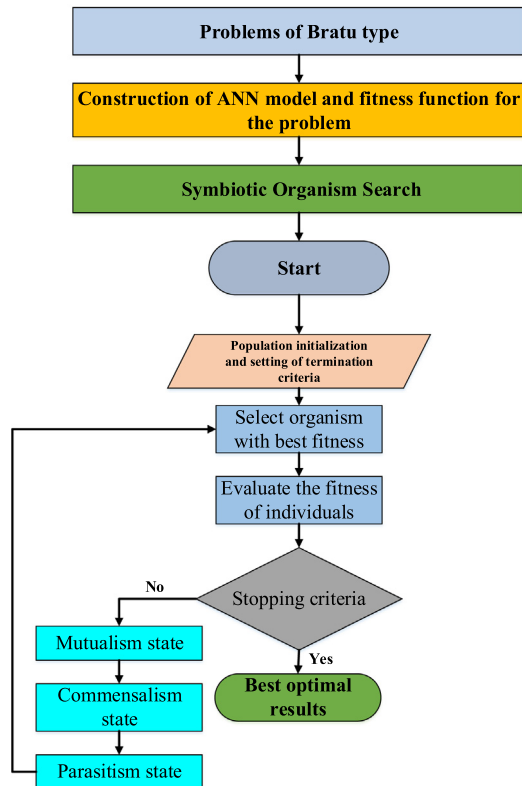 Problems of Bratu type
Construction of ANN model and fitness function for
the problem
Symbiotic Organism Search
Start
Population initialization
and setting of termination
criteria
Select organism
with best fitness
Evaluate the fitness
of individuals
Stopping criteria
No
Yes
Mutualism state
Commensalism
state
Parasitism state
Best optimal
results